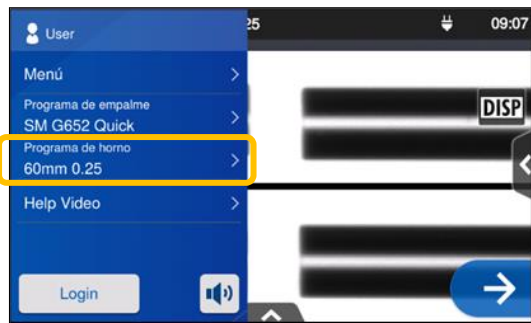 User
25
09:07
Menú
Programa de empalme
SM G652 Quick
DISP
Programa de horno
60mm 0.25
Help Video
Login